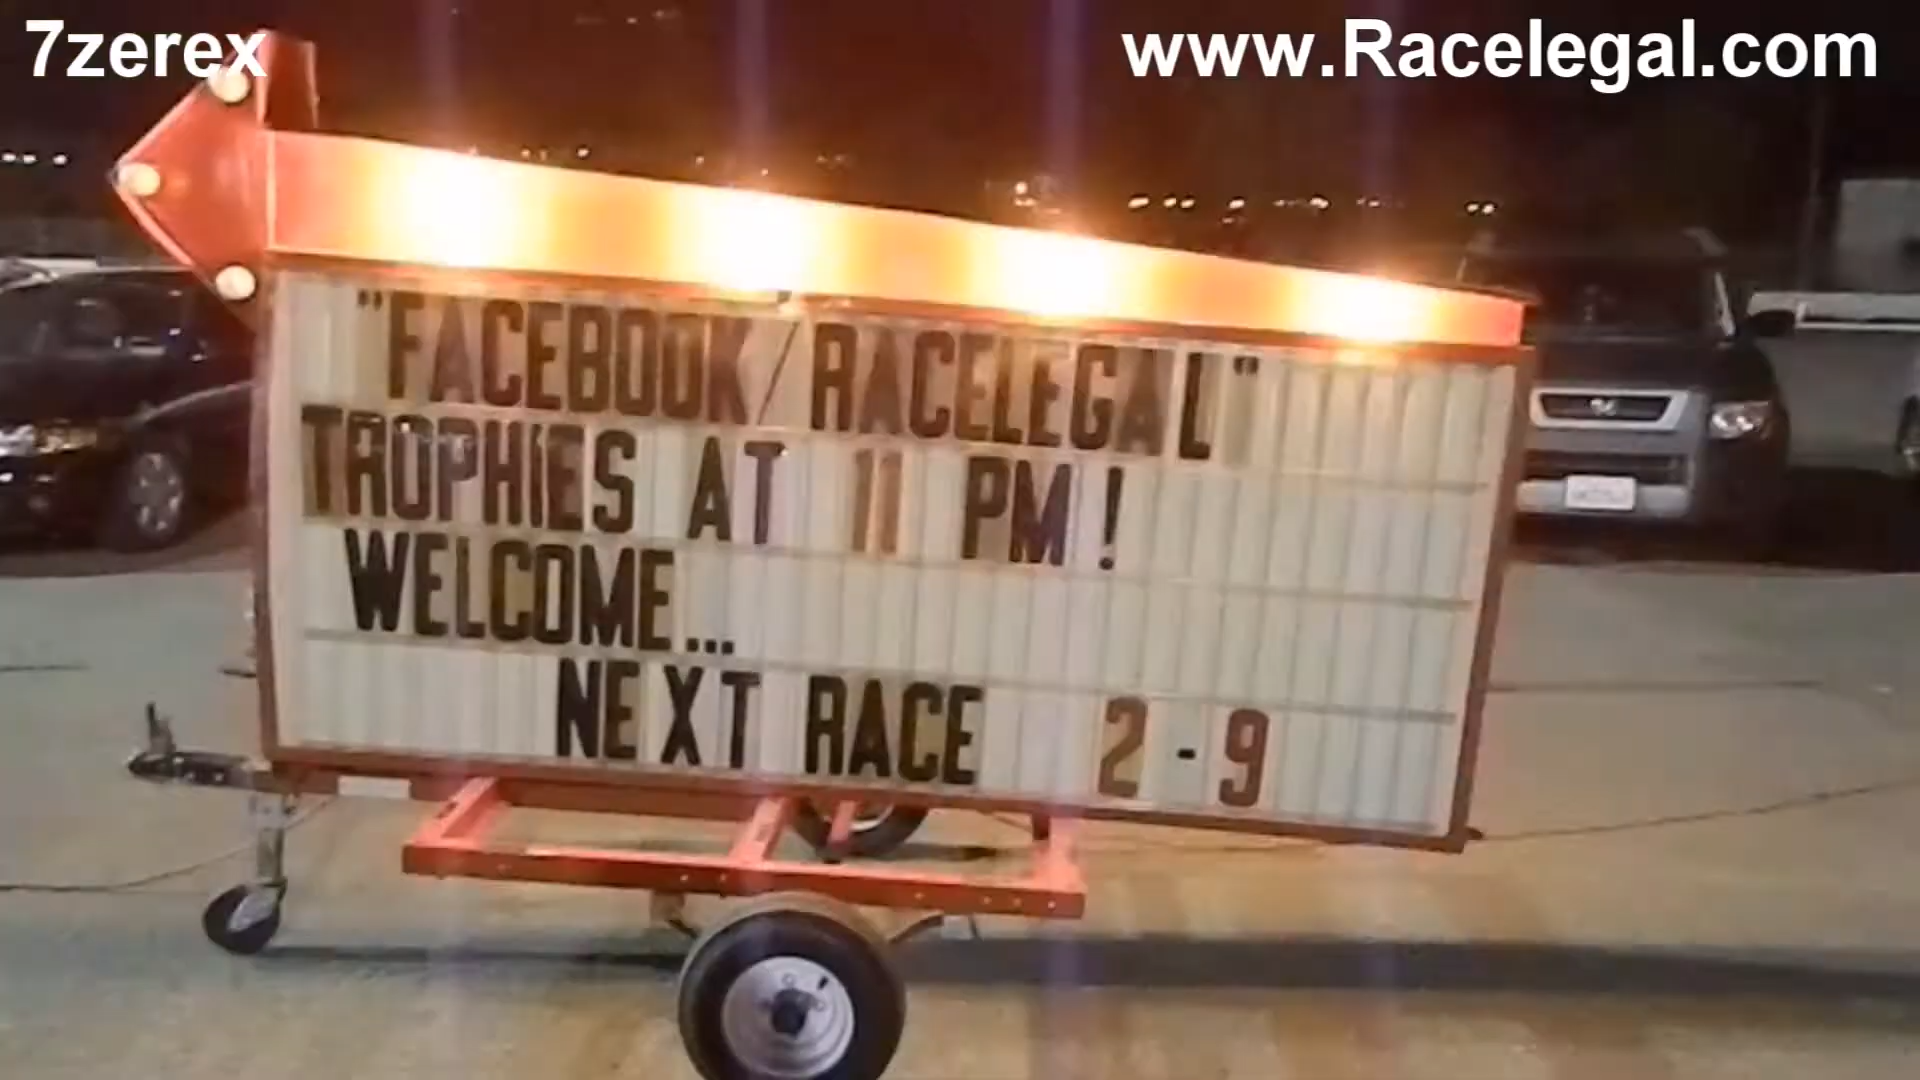 7zerex
www.Racelegal.com
"FACEBOOK/RACELEGAL"
TROPHIES AT 11 PM!
WELCOME...
NEXT RACE 2-9